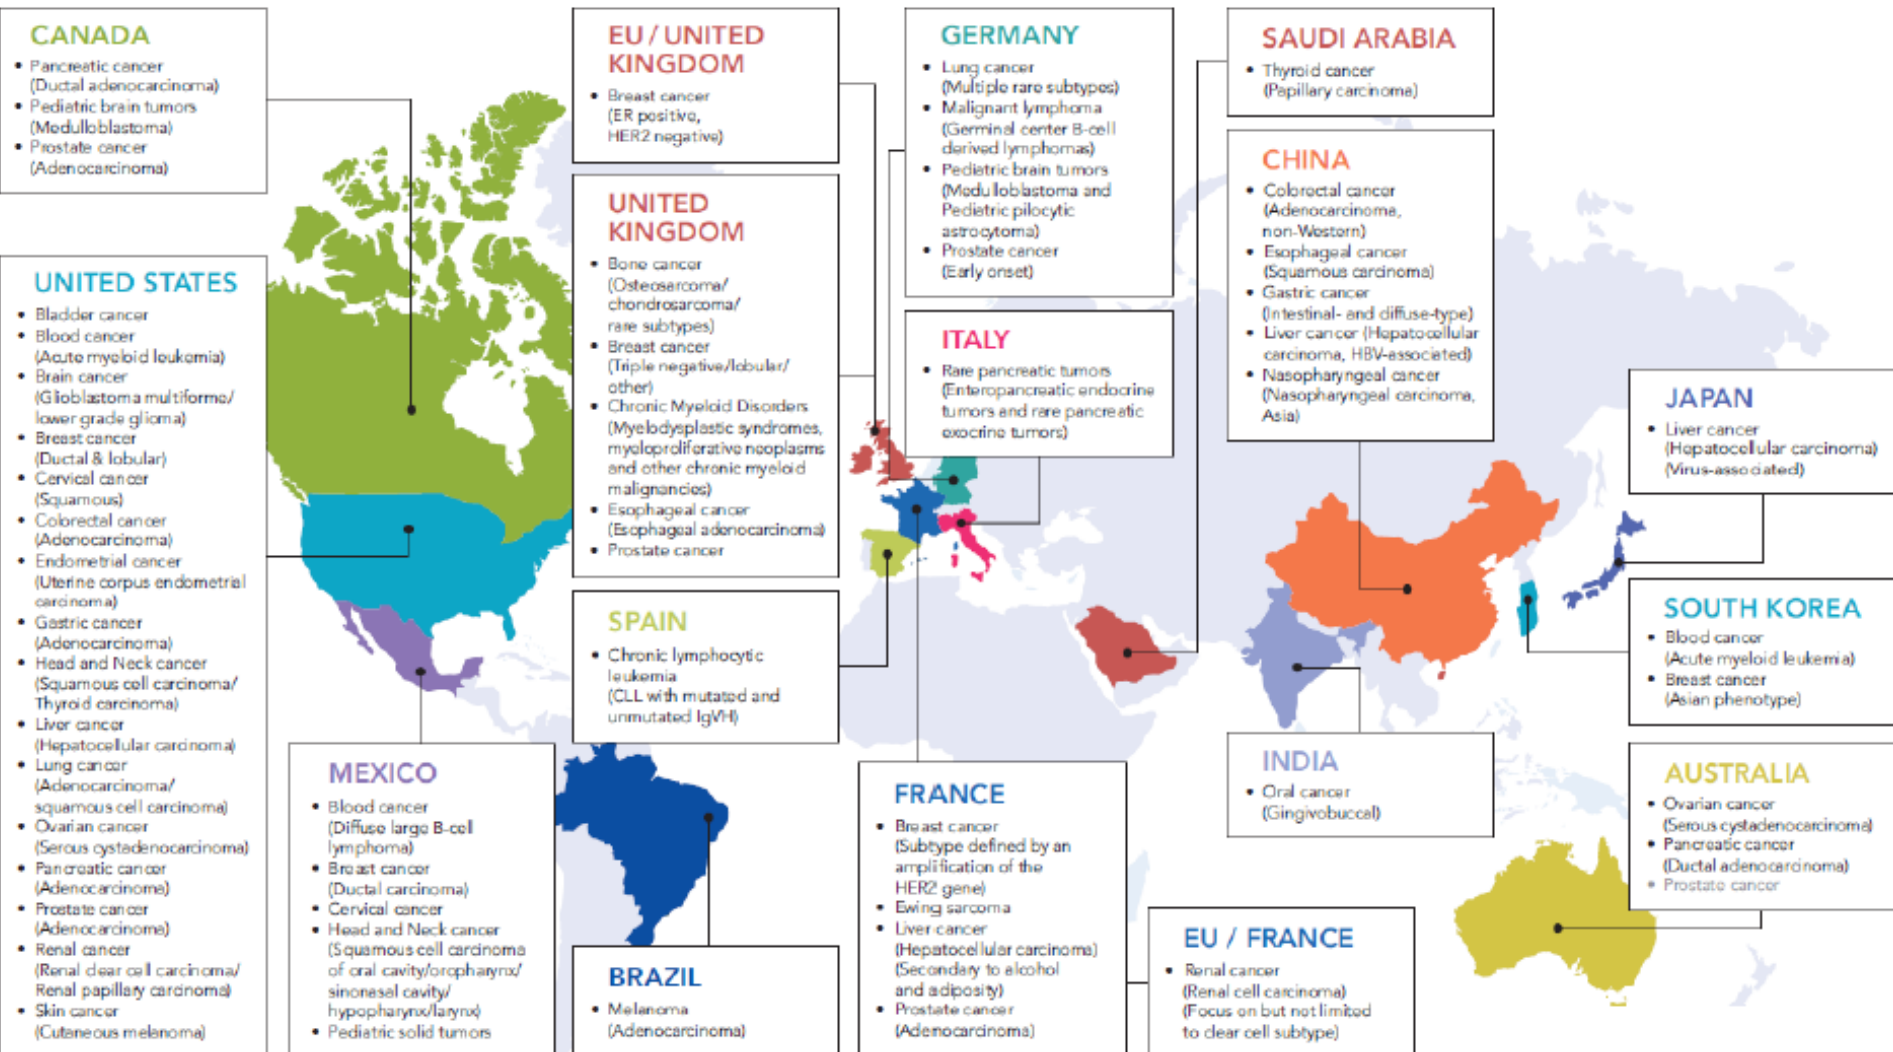 CANADA
• Pancreatic cancer
(Ductal adenocarcinoma)
• Pediatric brain tumors
(Medulloblastoma)
• Prostate cancer
(Adenocarcinoma)
UNITED STATES
• Bladder cancer
• Blood cancer
(Acute myeloid leukemia)
• Brain cancer
(Glioblastoma multiforme/
lower grade glioma)
• Breast cancer
(Ductal & lobular)
• Cervical cancer
(Squamous)
• Colorectal cancer
(Adenocarcinoma)
• Endometrial cancer
(Uterine corpus endometrial
carcinoma)
• Gastric cancer
(Adenocarcinoma)
• Head and Neck cancer
(Squamous cell carcinoma/
Thyroid carcinoma)
• Liver cancer
(Hepatocellular carcinoma)
• Lung cancer
(Adenocarcinoma/
squamous cell carcinoma)
• Ovarian cancer
(Serous cystadenocarcinoma)
• Pancreatic cancer
(Adenocarcinoma)
• Prostate cancer
(Adenocarcinoma)
• Renal cancer
(Renal clear cell carcinoma/
Renal papillary carcinoma)
• Skin cancer
(Cutaneous melanoma)
MEXICO
• Blood cancer
(Diffuse large B-cell
lymphoma)
• Breast cancer
(Ductal carcinoma)
• Cervical cancer
• Head and Neck cancer
(Squamous cell carcinoma
of oral cavity/oropharynx/
sinonasal cavity/
hypopharynx/larynx)
• Pediatric solid tumors
EU / UNITED
KINGDOM
• Breast cancer
(ER positive,
HER2 negative)
UNITED
KINGDOM
• Bone cancer
(Osteosarcoma/
chondrosarcoma/
rare subtypes)
• Breast cancer
(Triple negative/lobular/
other)
• Chronic Myeloid Disorders
(Myelodysplastic syndromes,
myeloproliferative neoplasms
and other chronic myeloid
malignancies)
• Esophageal cancer
(Esophageal adenocarcinoma)
• Prostate cancer
SPAIN
• Chronic lymphocytic
leukemia
(CLL with mutated and
unmutated IgVH)
BRAZIL
• Melanoma
(Adenocarcinoma)
GERMANY
• Lung cancer
(Multiple rare subtypes)
• Malignant lymphoma
(Germinal center B-cell
derived lymphomas)
• Pediatric brain tumors
(Medulloblastoma and
Pediatric pilocytic
astrocytoma)
• Prostate cancer
(Early onset)
ITALY
• Rare pancreatic tumors
(Enteropancreatic endocrine
tumors and rare pancreatic
exocrine tumors)
FRANCE
• Breast cancer
(Subtype defined by an
amplification of the
HER2 gene)
• Ewing sarcoma
• Liver cancer
(Hepatocellular carcinoma)
(Secondary to alcohol
and adiposity)
• Prostate cancer
(Adenocarcinoma)
EU / FRANCE
• Renal cancer
(Renal cell carcinoma)
(Focus on but not limited
to clear cell subtype)
SAUDI ARABIA
• Thyroid cancer
(Papillary carcinoma)
CHINA
• Colorectal cancer
(Adenocarcinoma,
non-Western)
• Esophageal cancer
(Squamous carcinoma)
• Gastric cancer
(Intestinal- and diffuse-type)
• Liver cancer (Hepatocellular
carcinoma, HBV-associated)
• Nasopharyngeal cancer
(Nasopharyngeal carcinoma,
Asia)
INDIA
• Oral cancer
(Gingivobuccal)
JAPAN
• Liver cancer
(Hepatocellular carcinoma)
(Virus-associated)
SOUTH KOREA
• Blood cancer
(Acute myeloid leukemia)
• Breast cancer
(Asian phenotype)
AUSTRALIA
• Ovarian cancer
(Serous cystadenocarcinoma)
• Pancreatic cancer
(Ductal adenocarcinoma)
• Prostate cancer